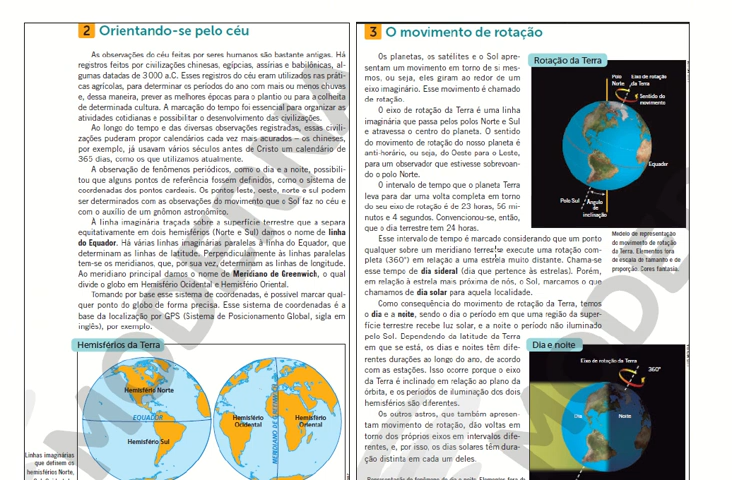 2 Orientando-se pelo céu
As observações do céu feitas por seres humanos são bastante antigas. Há
registros feitos por civilizações chinesas, egípcias, assírias e babilônicas, al-
gumas datadas de 3000 a.C. Esses registros do céu eram utilizados nas práti-
cas agrícolas, para determinar os períodos do ano com mais ou menos chuvas
e, dessa maneira, prever as melhores épocas para o plantio ou para a colheita
de determinada cultura. A marcação do tempo foi essencial para organizar as
atividades cotidianas e possibilitar o desenvolvimento das civilizações.
Ao longo do tempo e das diversas observações registradas, essas civili-
zações puderam propor calendários cada vez mais acurados – os chineses,
por exemplo, já usavam vários séculos antes de Cristo um calendário de
365 dias, como os que utilizamos atualmente.
A observação de fenômenos periódicos, como o dia e a noite, possibili-
tou que alguns pontos de referência fossem definidos, como o sistema de
coordenadas dos pontos cardeais. Os pontos leste, oeste, norte e sul podem
ser determinados com as observações do movimento que o Sol faz no céu e
com o auxílio de um gnômon astronômico.
À linha imaginária traçada sobre a superfície terrestre que a separa
equitativamente em dois hemisférios (Norte e Sul) damos o nome de linha
do Equador. Há várias linhas imaginárias paralelas à linha do Equador, que
determinam as linhas de latitude. Perpendicularmente às linhas paralelas
tem-se os meridianos, que, por sua vez, determinam as linhas de longitude.
Ao meridiano principal damos o nome de Meridiano de Greenwich, o qual
divide o globo em Hemisfério Ocidental e Hemisfério Oriental.
Tomando por base esse sistema de coordenadas, é possível marcar qual-
quer ponto do globo de forma precisa. Esse sistema de coordenadas é a
base da localização por GPS (Sistema de Posicionamento Global, sigla em
inglês), por exemplo.
Hemisférios da Terra
Hemisfério Norte
EQUADOR
Hemisfério Sul
Hemisfério
Ocidental
MERIDIANO DE GREENWICH
Hemisfério
Oriental
Linhas imaginárias
que definem os
hemisférios Norte,
3 O movimento de rotação
Os planetas, os satélites e o Sol apre-
sentam um movimento em torno de si mes-
mos, ou seja, eles giram ao redor de um
eixo imaginário. Esse movimento é chamado
de rotação.
O eixo de rotação da Terra é uma linha
imaginária que passa pelos polos Norte e Sul
e atravessa o centro do planeta. O sentido
do movimento de rotação do nosso planeta é
anti-horário, ou seja, do Oeste para o Leste,
para um observador que estivesse sobrevoan-
do o polo Norte.
O intervalo de tempo que o planeta Terra
leva para dar uma volta completa em torno
do seu eixo de rotação é de 23 horas, 56 mi-
nutos e 4 segundos. Convencionou-se, então,
que o dia terrestre tem 24 horas.
Esse intervalo de tempo é marcado considerando que um ponto
qualquer sobre um meridiano terrestre execute uma rotação com-
pleta (360°) em relação a uma estrela muito distante. Chama-se
esse tempo de dia sideral (dia que pertence às estrelas). Porém,
em relação à estrela mais próxima de nós, o Sol, marcamos o que
chamamos de dia solar para aquela localidade.
Como consequência do movimento de rotação da Terra, temos
o dia e a noite, sendo o dia o período em que uma região da super-
fície terrestre recebe luz solar, e a noite o período não iluminado
pelo Sol. Dependendo da latitude da Terra
em que se está, os dias e noites têm dife-
rentes durações ao longo do ano, de acordo
com as estações. Isso ocorre porque o eixo
da Terra é inclinado em relação ao plano da
órbita, e os períodos de iluminação dos dois
hemisférios são diferentes.
Os outros astros, que também apresen-
tam movimento de rotação, dão voltas em
torno dos próprios eixos em intervalos dife-
rentes, e, por isso, os dias solares têm dura-
ção distinta em cada um deles.
Rotação da Terra
Polo
Norte
Eixo de rotação
da Terra
Sentido do
movimento
Equador
Polo Sul
Ângulo
de
inclinação
Modelo de representação
do movimento de rotação
da Terra. Elementos fora
de escala de tamanho e de
proporção. Cores fantasia.
Dia e noite
Eixo de rotação da Terra
360°
Dia
Noite